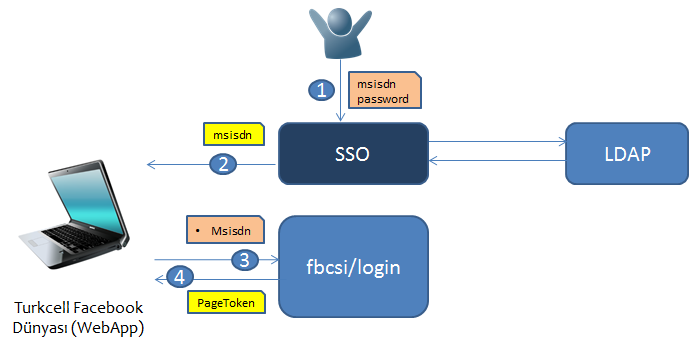 1
msisdn
password
msisdn
SSO
LDAP
2
• Msisdn
3
fbcsi/login
4
PageToken
Turkcell Facebook
Dünyası (WebApp)